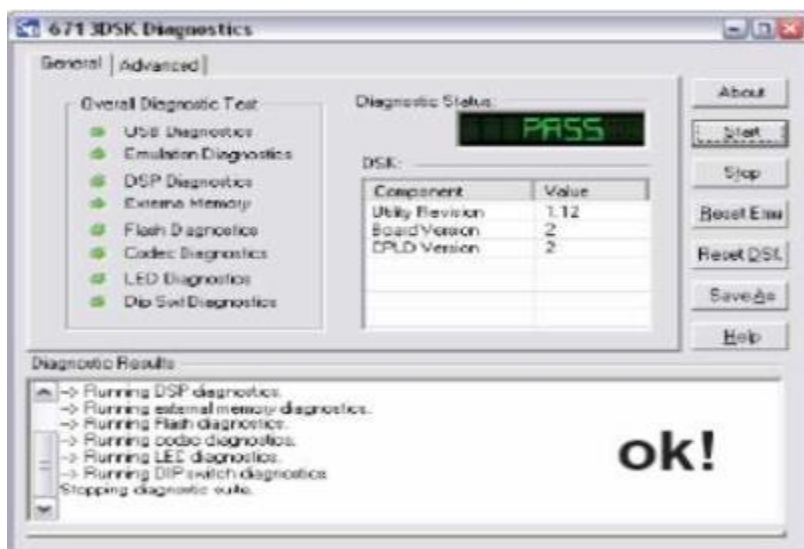 6713DSK Diagnostics
General Advanced
Overall Diagnostic Test
USB Diagnostics
Emulation Diagnostics
DSP Diagnostics
External Memory
Flash Diagnostics
Codec Diagnostics
LED Diagnostics
Dip Swt Diagnostics
Diagnostic Status:
PASS
DSK:
Component Value
Utility Revision 1.12
Board Version 2
CPLD Version 2
About
Start
Stop
Reset Emu
Reset DSK
Save As
Help
Diagnostic Results
-> Running DSP diagnostics.
-> Running external memory diagnostics.
-> Running Flash diagnostics.
-> Running codec diagnostics.
-> Running LED diagnostics.
-> Running DIP switch diagnostics
Stopping diagnostic suite.
ok!